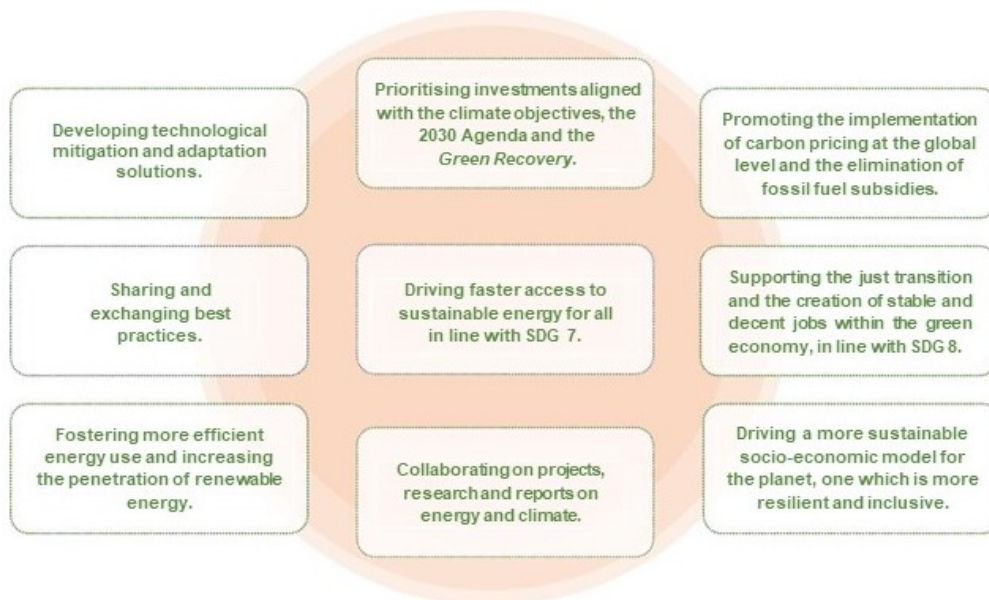 Developing technological
mitigation and adaptation
solutions.
Prioritising investments aligned
with the climate objectives, the
2030 Agenda and the
Green Recovery.
Promoting the implementation
of carbon pricing at the global
level and the elimination of
fossil fuel subsidies.
Sharing and
exchanging best
practices.
Driving faster access to
sustainable energy for all
in line with SDG 7.
Supporting the just transition
and the creation of stable and
decent jobs within the green
economy, in line with SDG 8.
Fostering more efficient
energy use and increasing
the penetration of renewable
energy.
Collaborating on projects,
research and reports on
energy and climate.
Driving a more sustainable
socio-economic model for
the planet, one which is more
resilient and inclusive.